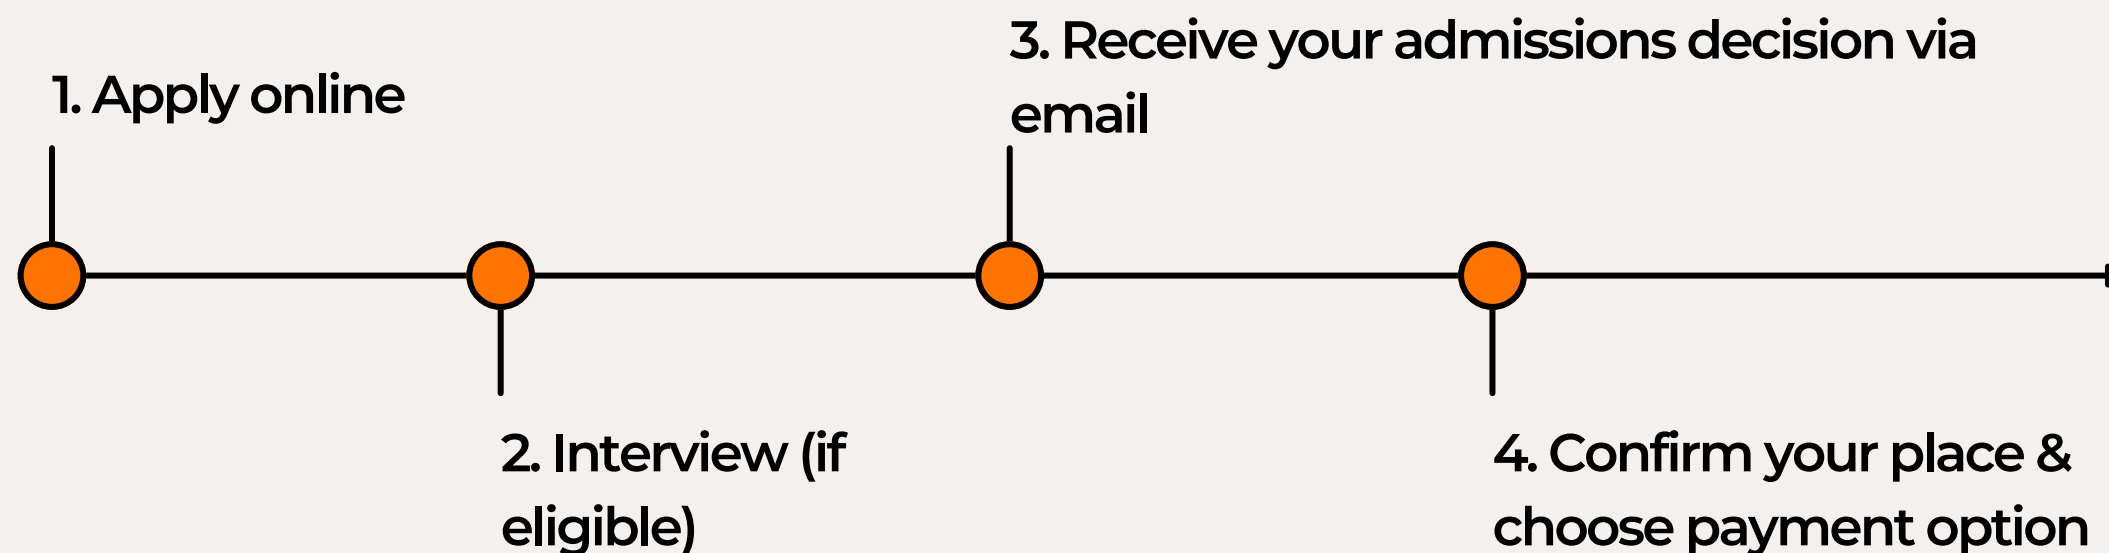 1. Apply online
2. Interview (if
eligible)
3. Receive your admissions decision via
email
4. Confirm your place &
choose payment option